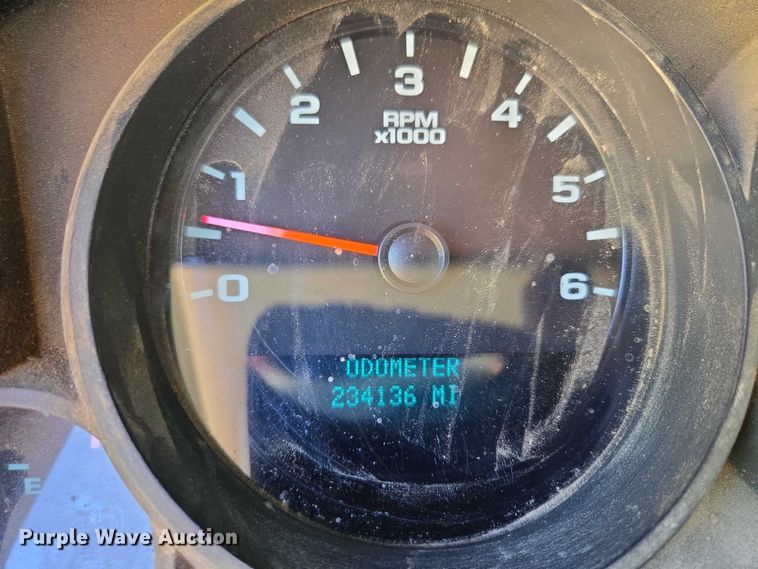 3
2 4
RPM
x1000
1 5
0 6
ODOMETER
234136 MI
E
Purple Wave Auction